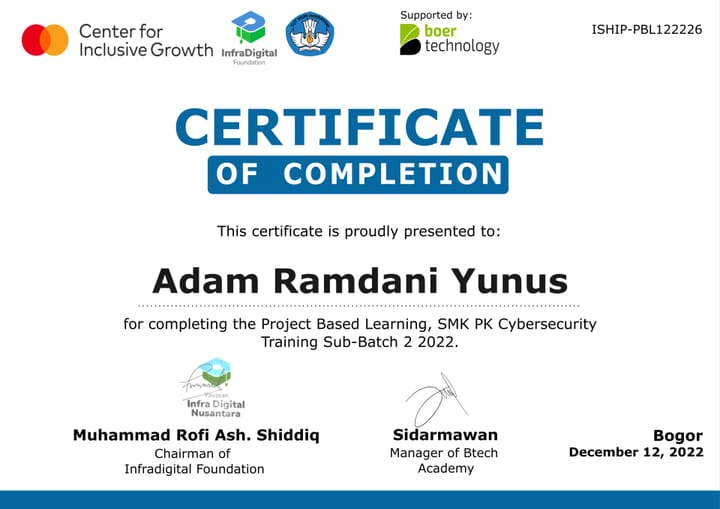 Center for
Inclusive Growth
InfraDigital
Foundation
Supported by:
boer
technology
ISHIP-PBL122226
CERTIFICATE
OF COMPLETION
This certificate is proudly presented to:
Adam Ramdani Yunus
for completing the Project Based Learning, SMK PK Cybersecurity
Training Sub-Batch 2 2022.
Yayasan
Infra Digital
Nusantara
Muhammad Rofi Ash. Shiddiq
Chairman of
Infradigital Foundation
Sidarmawan
Manager of Btech
Academy
Bogor
December 12, 2022